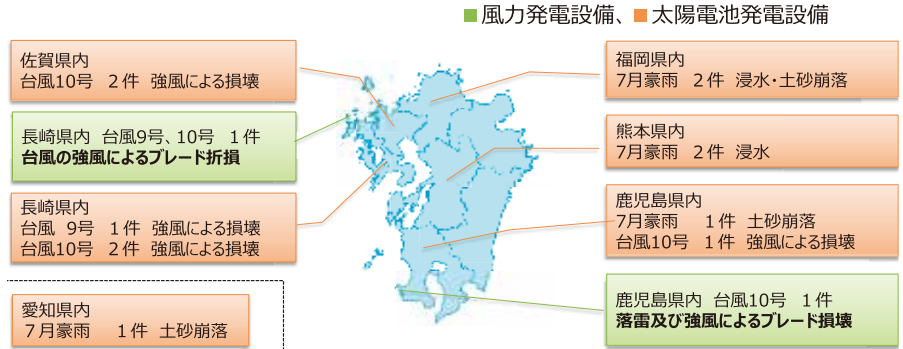 ■風力発電設備、■太陽電池発電設備
佐賀県内
台風10号 2件 強風による損壊
長崎県内 台風9号、10号 1件
台風の強風によるブレード折損
長崎県内
台風 9号 1件 強風による損壊
台風10号 2件 強風による損壊
愛知県内
7月豪雨 1件 土砂崩落
福岡県内
7月豪雨 2件 浸水・土砂崩落
熊本県内
7月豪雨 2件 浸水
鹿児島県内
7月豪雨 1件 土砂崩落
台風10号 1件 強風による損壊
鹿児島県内 台風10号 1件
落雷及び強風によるブレード損壊